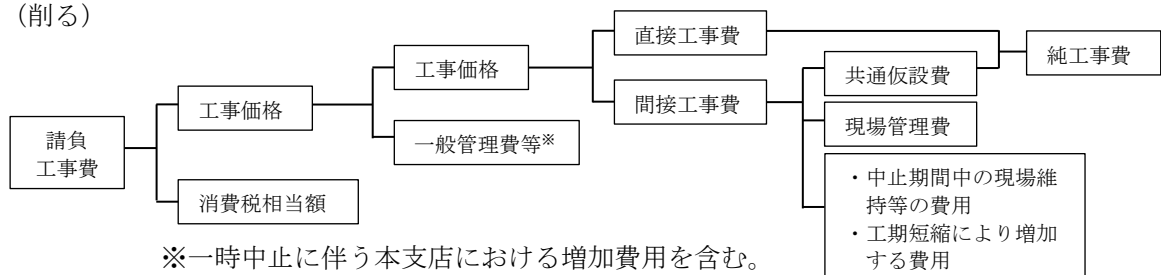 （削る）
請負
工事費
工事価格
消費税相当額
工事価格
一般管理費等※
直接工事費
間接工事費
共通仮設費
現場管理費
・中止期間中の現場維
持等の費用
・工期短縮により増加
する費用
純工事費
※一時中止に伴う本支店における増加費用を含む。